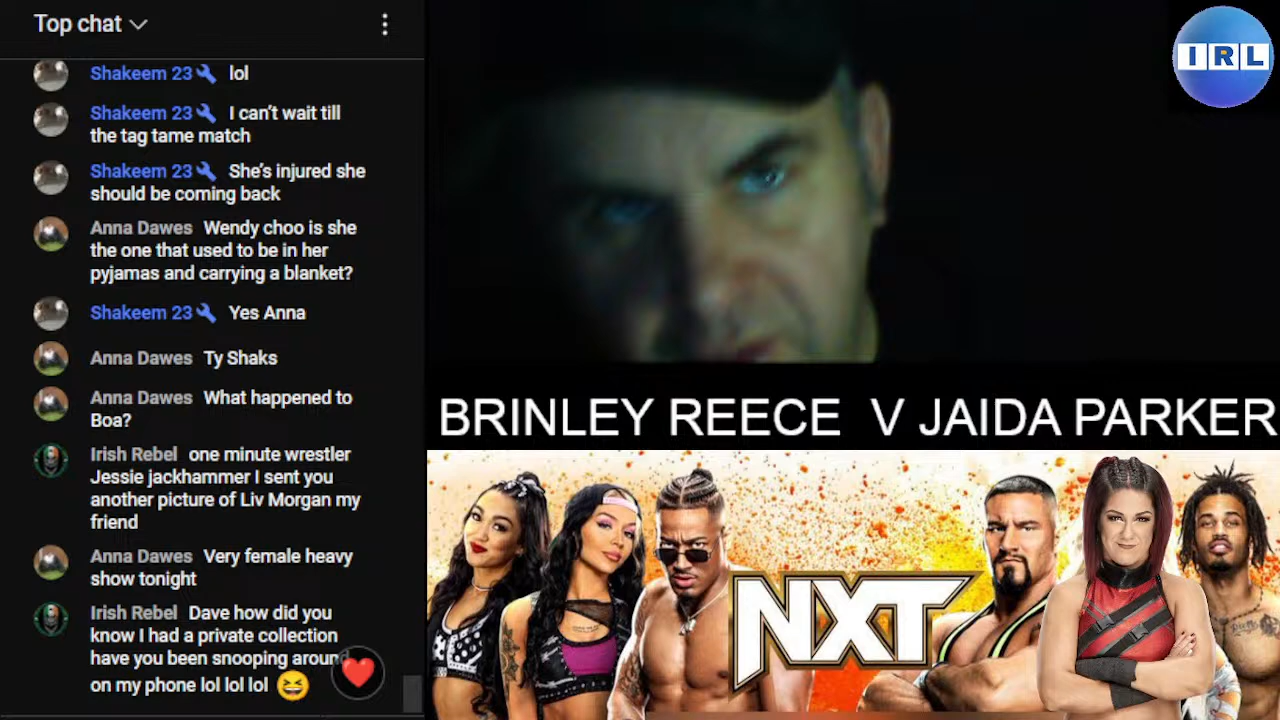 Top chat
Shakeem 23 lol
Shakeem 23 I can't wait till
the tag tame match
Shakeem 23 She's injured she
should be coming back
Anna Dawes Wendy choo is she
the one that used to be in her
pyjamas and carrying a blanket?
Shakeem 23 Yes Anna
Anna Dawes Ty Shaks
Anna Dawes What happened to
Boa?
Irish Rebel one minute wrestler
Jessie jackhammer I sent you
another picture of Liv Morgan my
friend
Anna Dawes Very female heavy
show tonight
Irish Rebel Dave how did you
know I had a private collection
have you been snooping aroun
on my phone lol lol lol
IRL
BRINLEY REECE V JAIDA PARKER
NXT